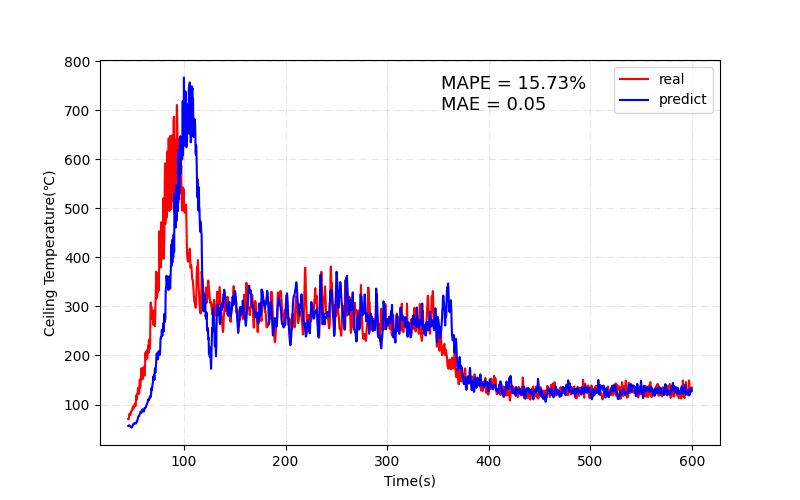 MAPE = 15.73%
MAE = 0.05
real
predict
Ceiling Temperature(℃)
800
700
600
500
400
300
200
100
100 200 300 400 500 600
Time(s)